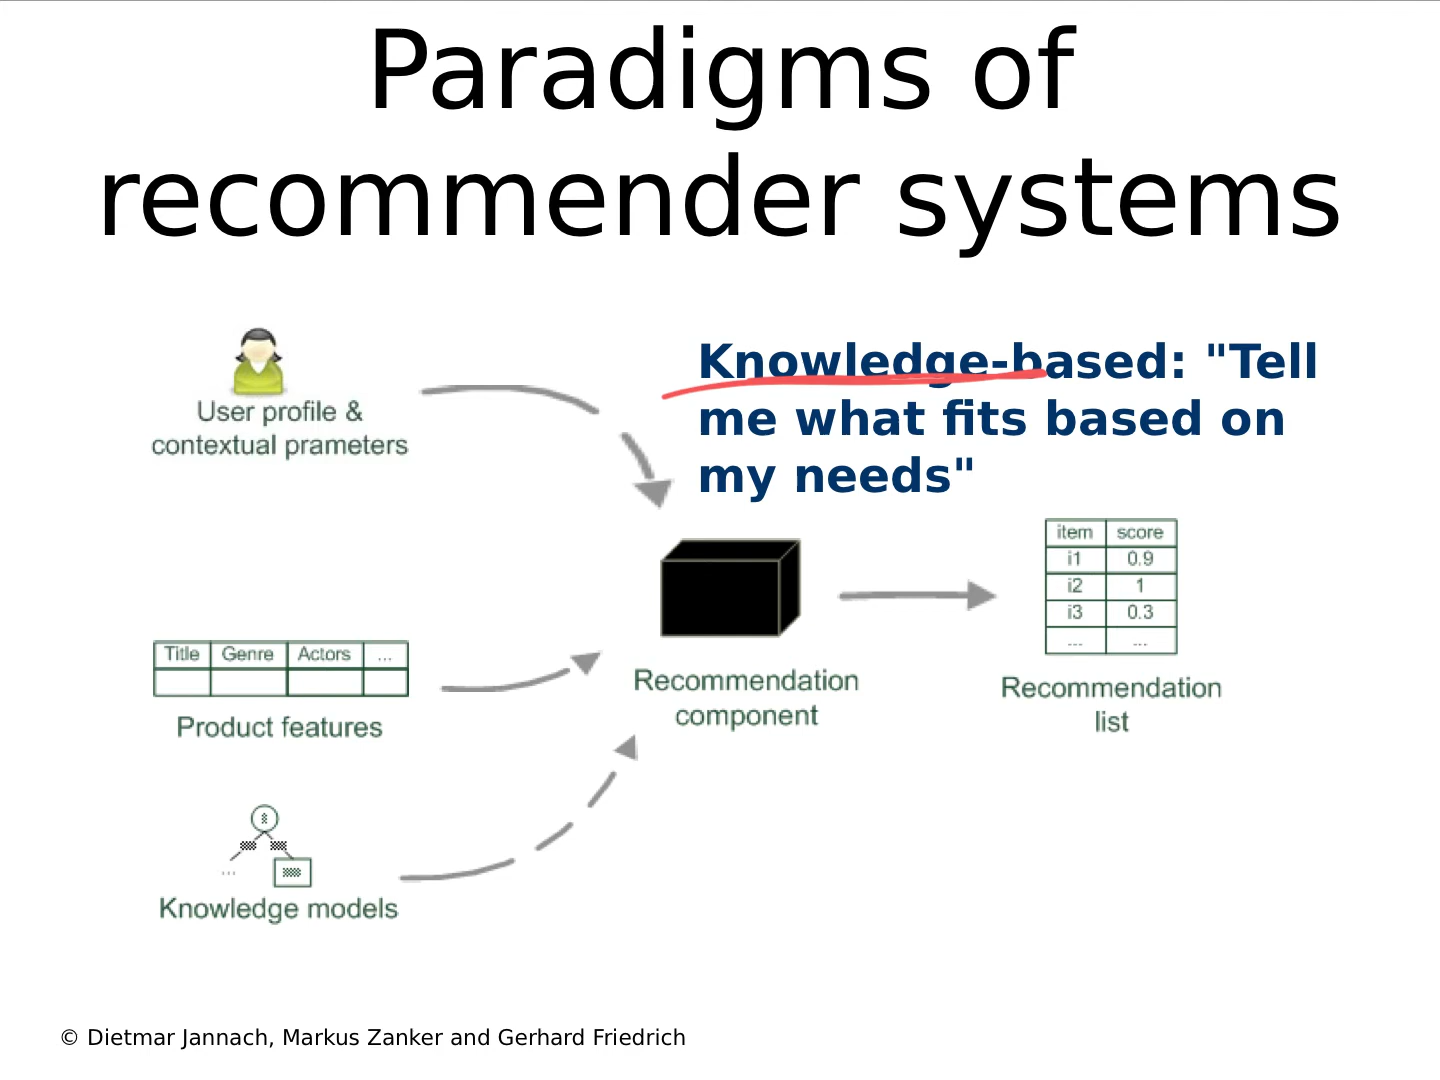 Paradigms of
recommender systems
Knowledge-based: "Tell
me what fits based on
my needs"
User profile &
contextual prameters
item score
i1 0.9
i2 1
i3 0.3
... ...
Title Genre Actors ...
Recommendation
component
Recommendation
list
Product features
...
Knowledge models
© Dietmar Jannach, Markus Zanker and Gerhard Friedrich